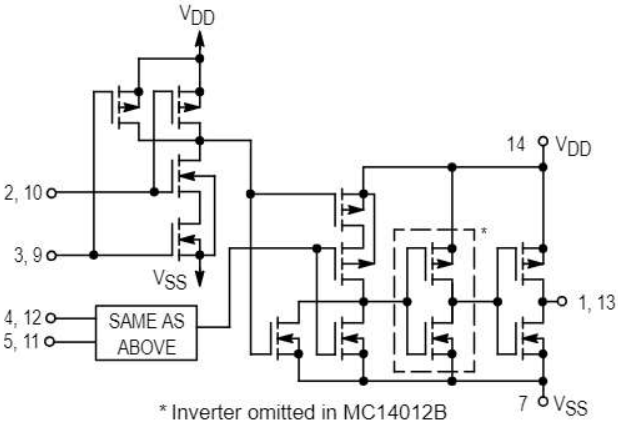 VDD
14 VDD
2, 10
*
3, 9
VSS
1, 13
4, 12
SAME AS
5, 11
ABOVE
7 VSS
* Inverter omitted in MC14012B